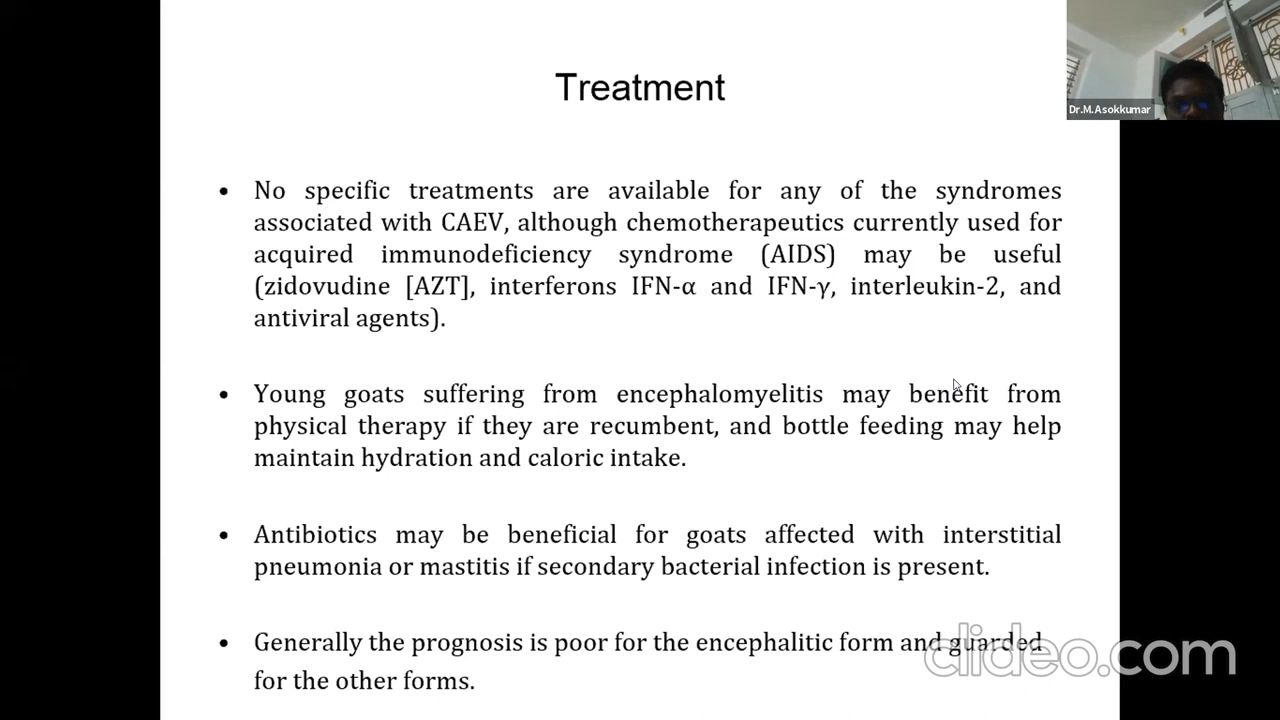 Treatment
Dr.M.Asokkumar
• No specific treatments are available for any of the syndromes
associated with CAEV, although chemotherapeutics currently used for
acquired immunodeficiency syndrome (AIDS) may be useful
(zidovudine [AZT], interferons IFN-α and IFN-γ, interleukin-2, and
antiviral agents).
• Young goats suffering from encephalomyelitis may benefit from
physical therapy if they are recumbent, and bottle feeding may help
maintain hydration and caloric intake.
• Antibiotics may be beneficial for goats affected with interstitial
pneumonia or mastitis if secondary bacterial infection is present.
• Generally the prognosis is poor for the encephalitic form and guarded
for the other forms.
clideo.com